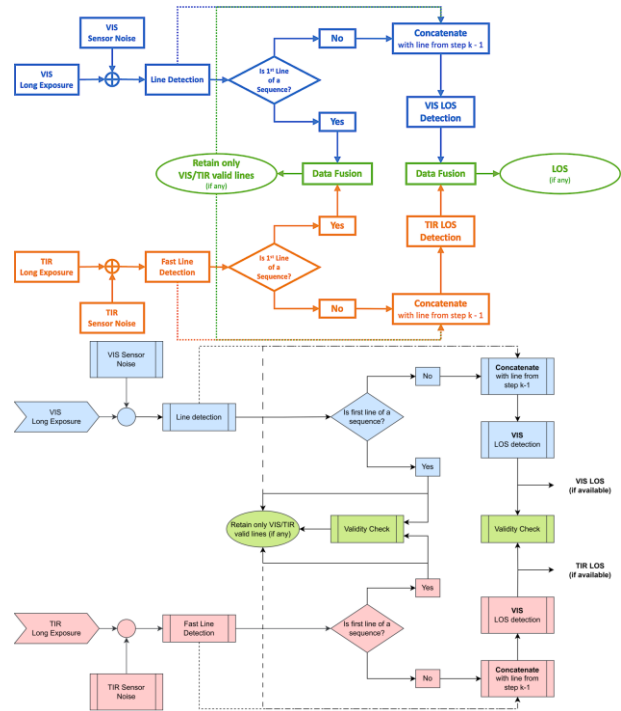 VIS
Sensor Noise
VIS
Long Exposure
Line Detection
Is 1st Line
of a
Sequence?
No
Concatenate
with line from step k - 1
Yes
VIS LOS
Detection
Retain only
VIS/TIR valid lines
(if any)
Data Fusion
Data Fusion
LOS
(if any)
Yes
TIR LOS
Detection
TIR
Long Exposure
Fast Line
Detection
Is 1st Line
of a
Sequence?
No
Concatenate
with line from step k - 1
TIR
Sensor Noise
VIS Sensor
Noise
VIS
Long Exposure
Line detection
Is first line of a
sequence?
No
Concatenate
with line from
step k-1
Yes
VIS
LOS detection
VIS LOS
(if available)
Retain only VIS/TIR
valid lines (if any)
Validity Check
Validity Check
TIR LOS
(if available)
Yes
VIS
LOS detection
TIR
Long Exposure
Fast Line
Detection
Is first line of a
sequence?
No
Concatenate
with line from
step k-1
TIR Sensor
Noise